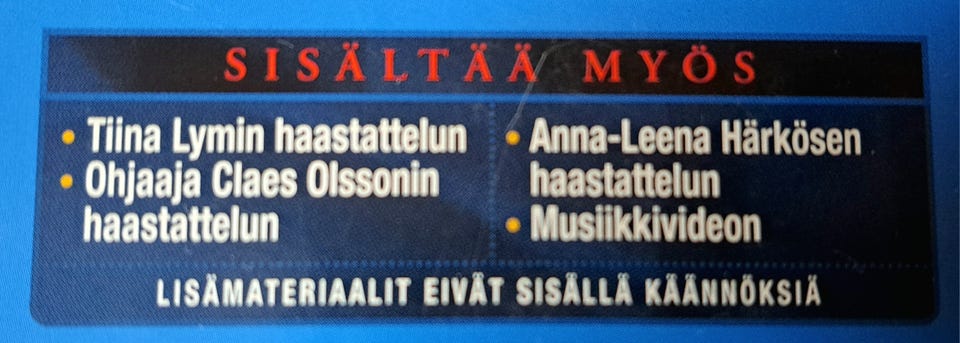 SISÄLTÄÄ MYÖS
• Tiina Lymin haastattelun
• Ohjaaja Claes Olssonin
haastattelun
• Anna-Leena Härkösen
haastattelun
• Musiikkivideon
LISÄMATERIAALIT EIVÄT SISÄLLÄ KÄÄNNÖKSIÄ